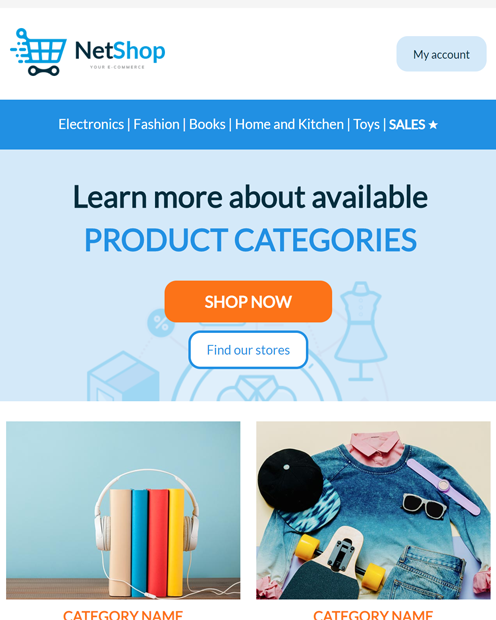 NetShop
YOUR E-COMMERCE
My account
Electronics | Fashion | Books | Home and Kitchen | Toys | SALES ★
Learn more about available
PRODUCT CATEGORIES
SHOP NOW
Find our stores
CATEGORY NAME
CATEGORY NAME